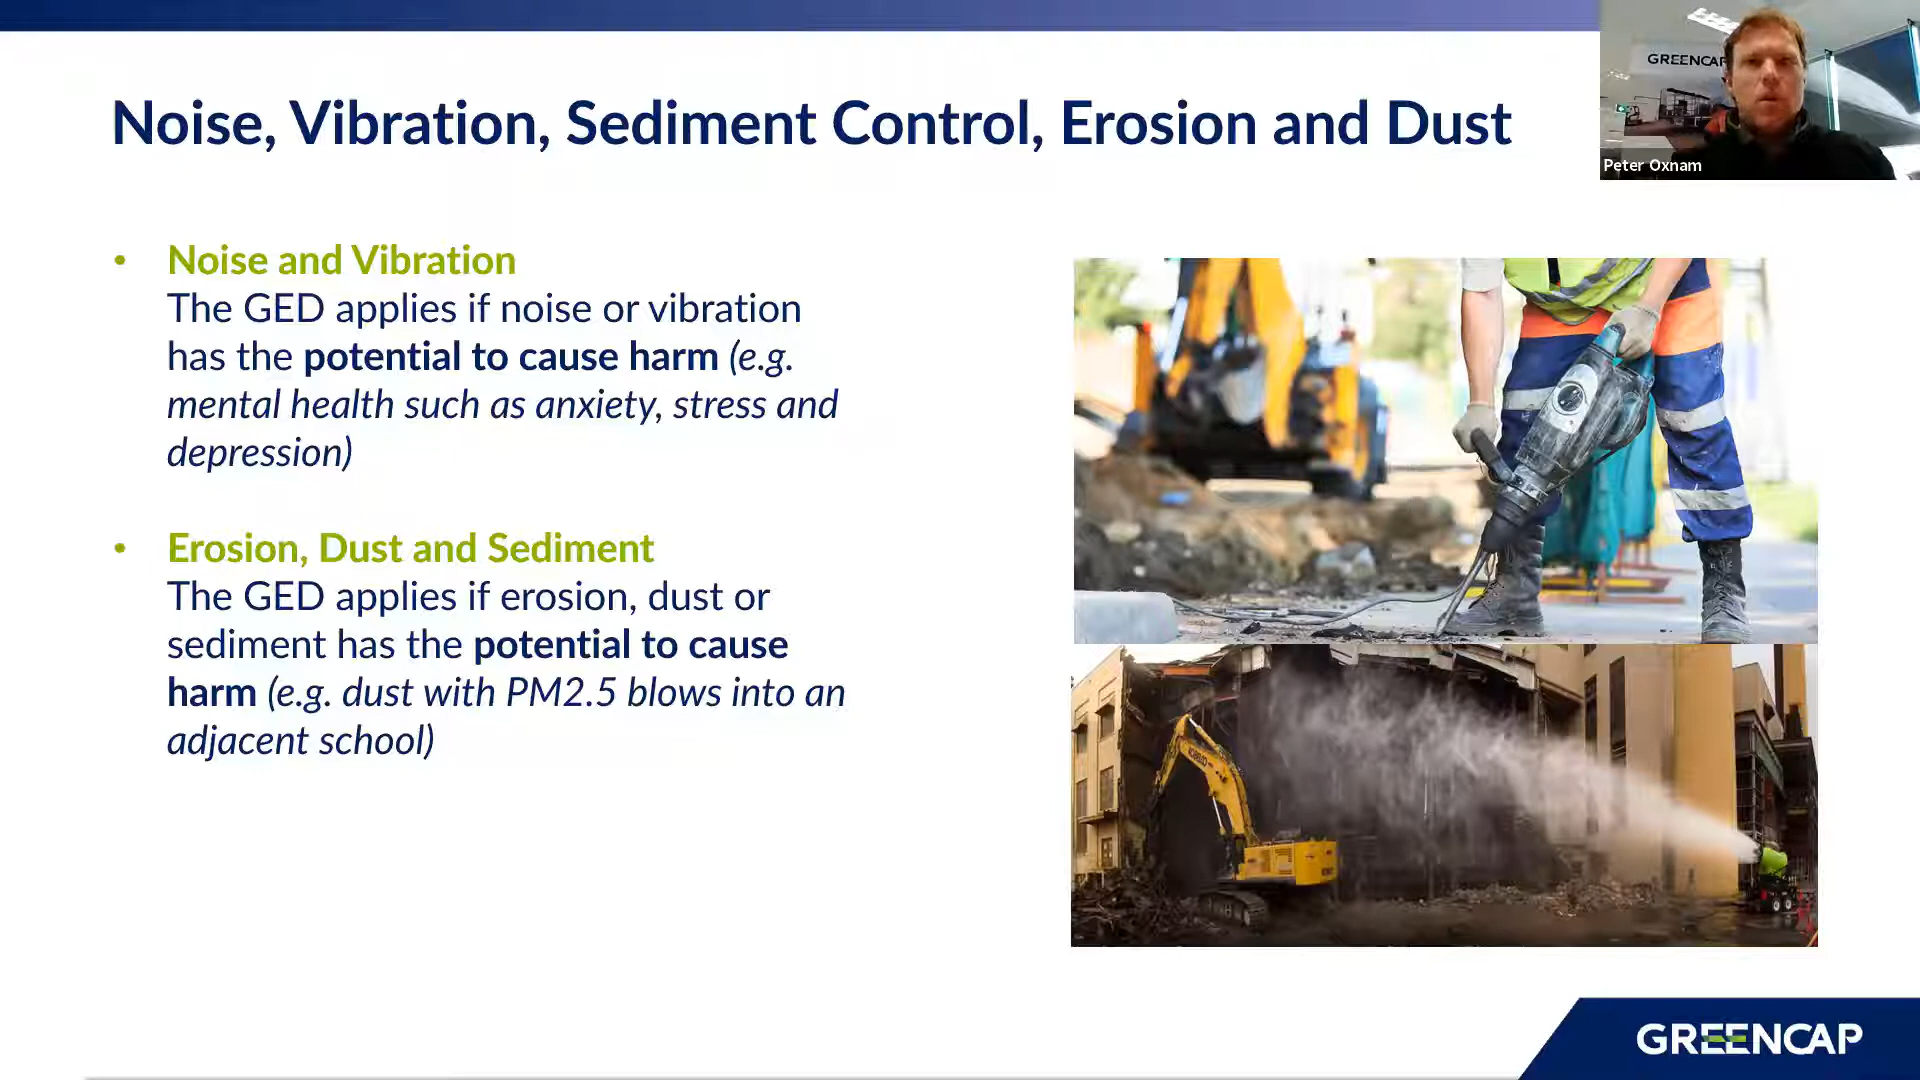 Noise, Vibration, Sediment Control, Erosion and Dust
GREENCAP
Peter Oxnam
• Noise and Vibration
The GED applies if noise or vibration
has the potential to cause harm (e.g.
mental health such as anxiety, stress and
depression)
• Erosion, Dust and Sediment
The GED applies if erosion, dust or
sediment has the potential to cause
harm (e.g. dust with PM2.5 blows into an
adjacent school)
GREENCAP